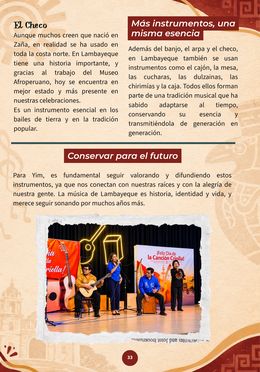 El Checo
Aunque muchos creen que nació en
Zaña, en realidad se ha usado en
toda la costa norte. En Lambayeque
tiene una historia importante, y
gracias al trabajo del Museo
Afroperuano, hoy se encuentra en
mejor estado y más presente en
nuestras celebraciones.
Es un instrumento esencial en los
bailes de tierra y en la tradición
popular.
Más instrumentos, una
misma esencia
Además del banjo, el arpa y el checo,
en Lambayeque también se usan
instrumentos como el cajón, la mesa,
las cucharas, las dulzainas, las
chirimías y la caja. Todos ellos forman
parte de una tradición musical que ha
sabido adaptarse al tiempo,
conservando su esencia y
transmitiéndola de generación en
generación.
Conservar para el futuro
Para Yim, es fundamental seguir valorando y difundiendo estos
instrumentos, ya que nos conectan con nuestras raíces y con la alegría de
nuestra gente. La música de Lambayeque es historia, identidad y vida, y
merece seguir sonando por muchos años más.
Feliz Día de
la Canción Criolla!
33